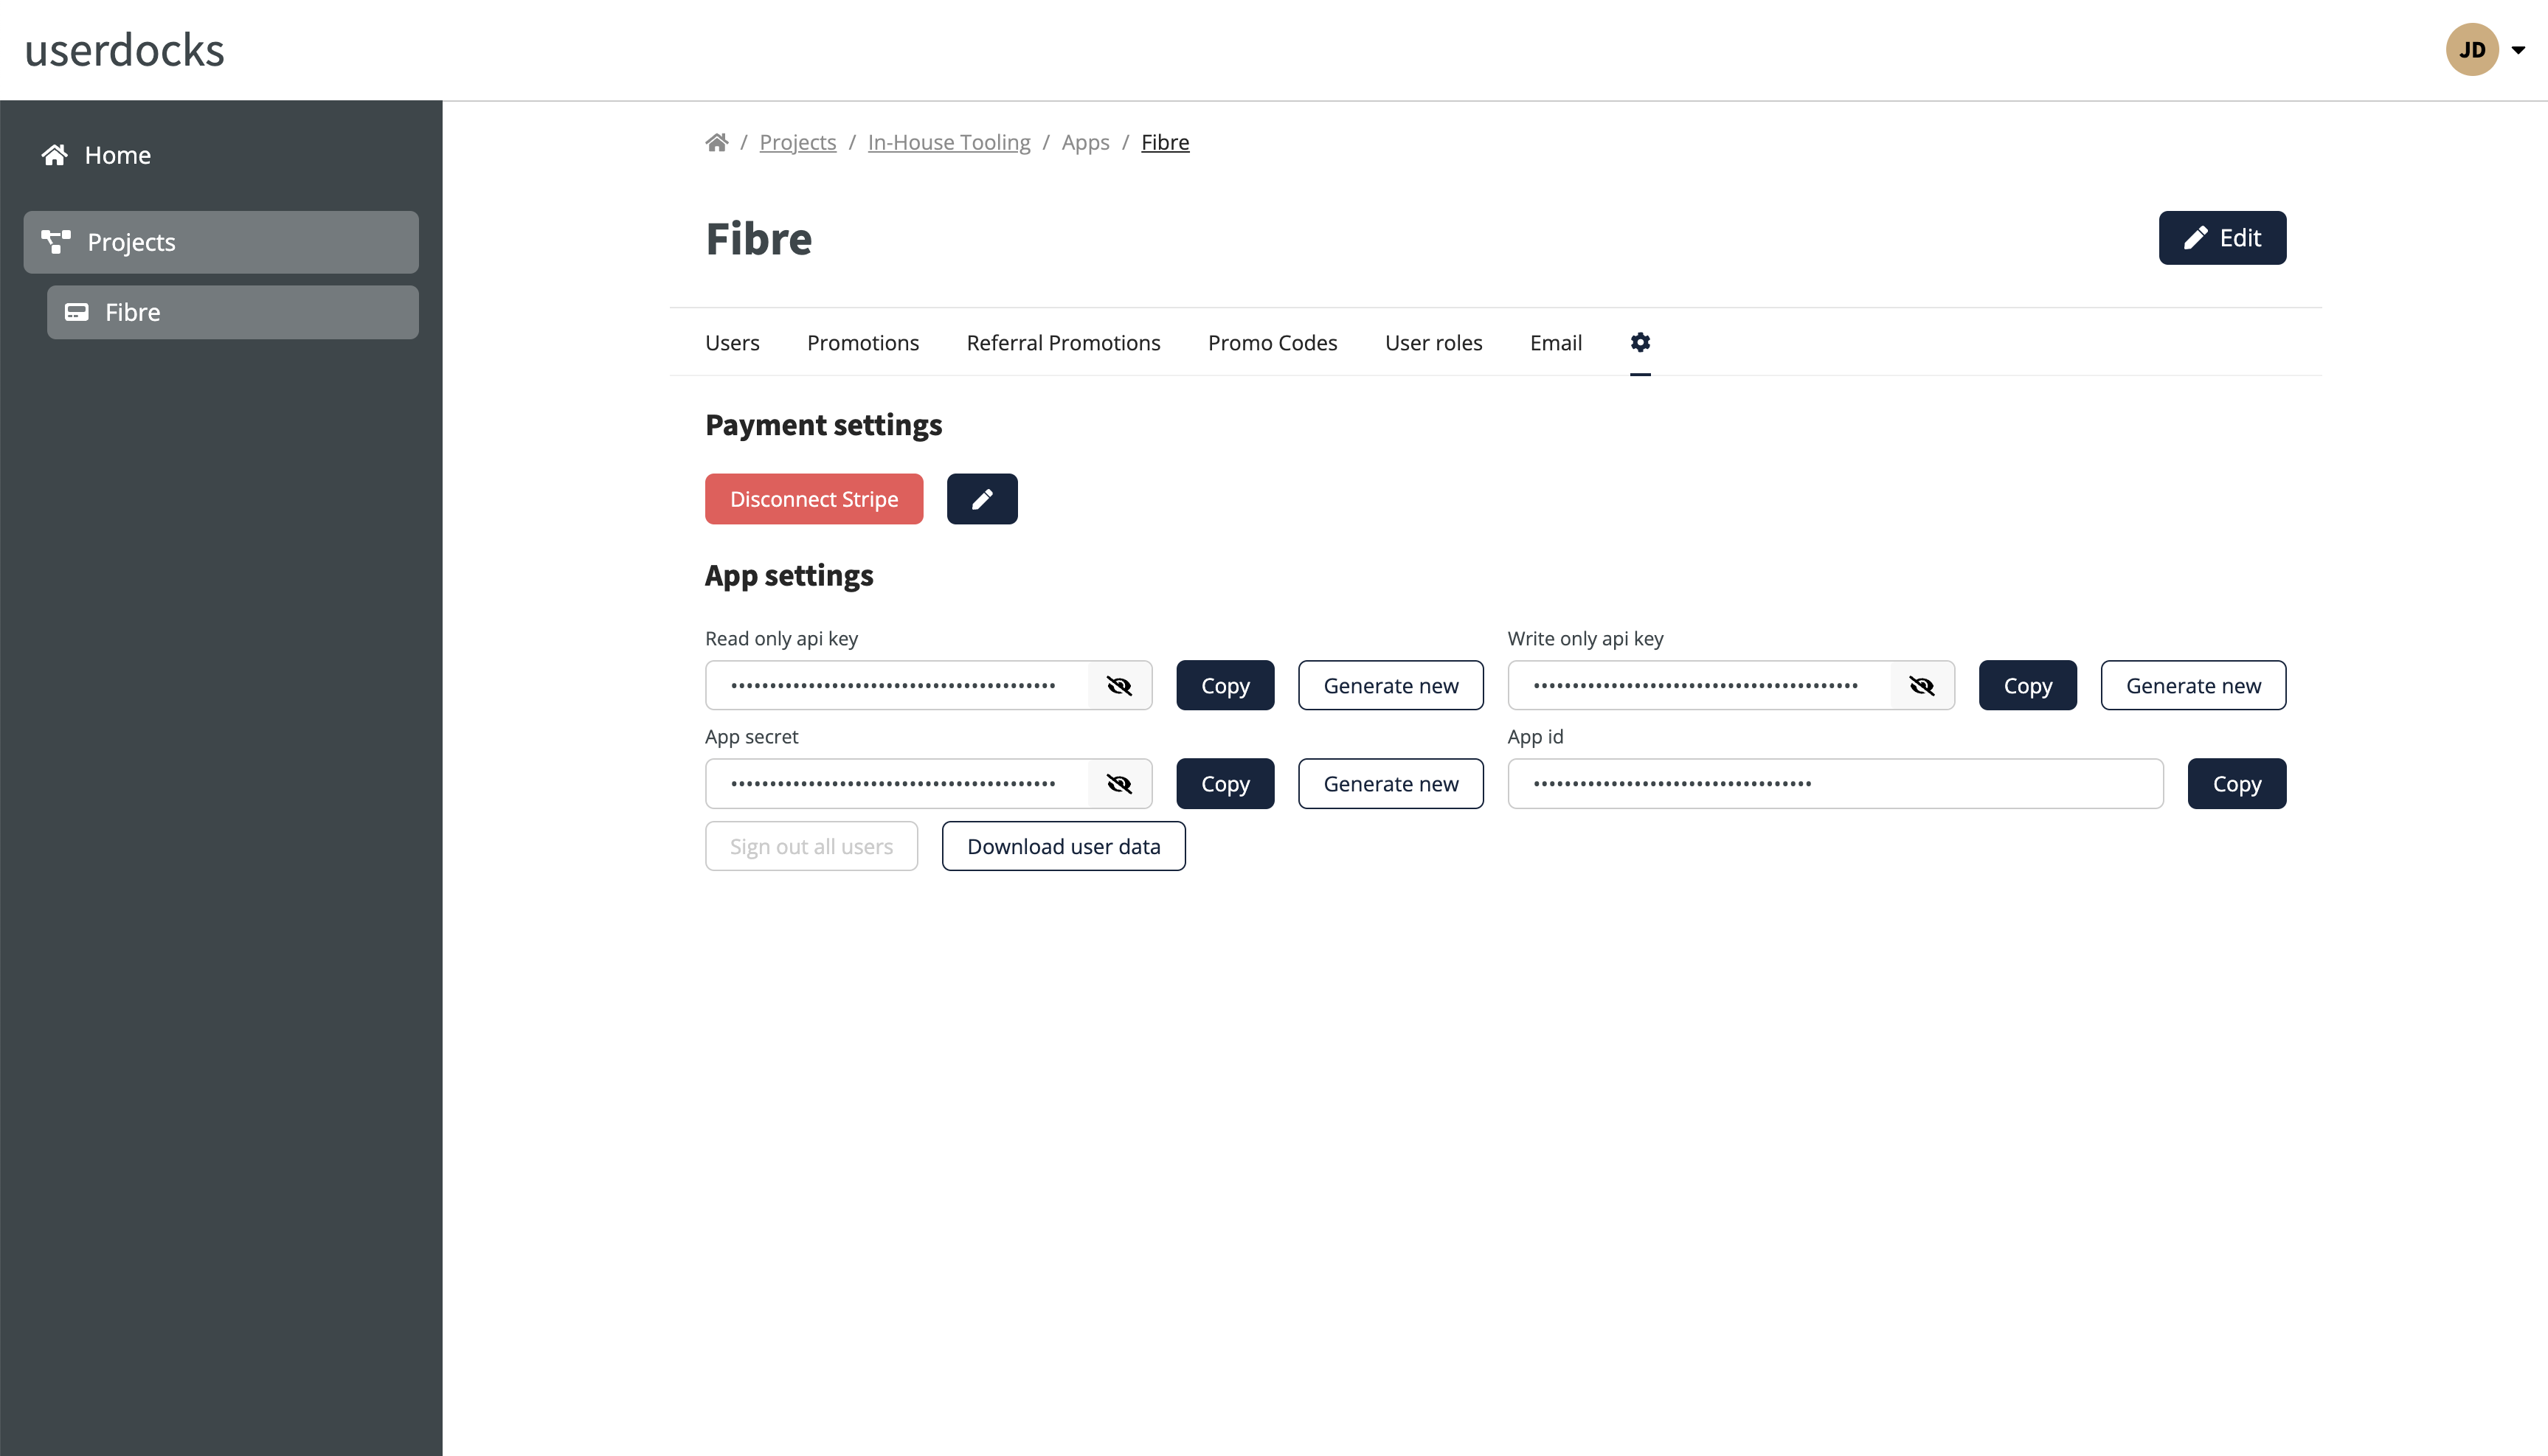 userdocks
JD
Home
Projects
Fibre
/ Projects / In-House Tooling / Apps / Fibre
Fibre
Edit
Users Promotions Referral Promotions Promo Codes User roles Email
Payment settings
Disconnect Stripe
App settings
Read only api key
Write only api key
•••••••••••••••••••••••••••••••••••••••••• Copy Generate new
•••••••••••••••••••••••••••••••••••••••••• Copy Generate new
App secret
App id
•••••••••••••••••••••••••••••••••••••••••• Copy Generate new
•••••••••••••••••••••••••••••••••••• Copy
Sign out all users Download user data